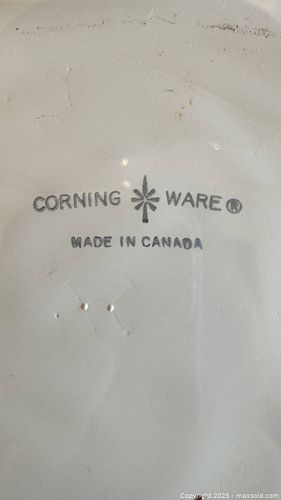 CORNING WARE®
MADE IN CANADA
Copyright © 2025 - maxsold.com